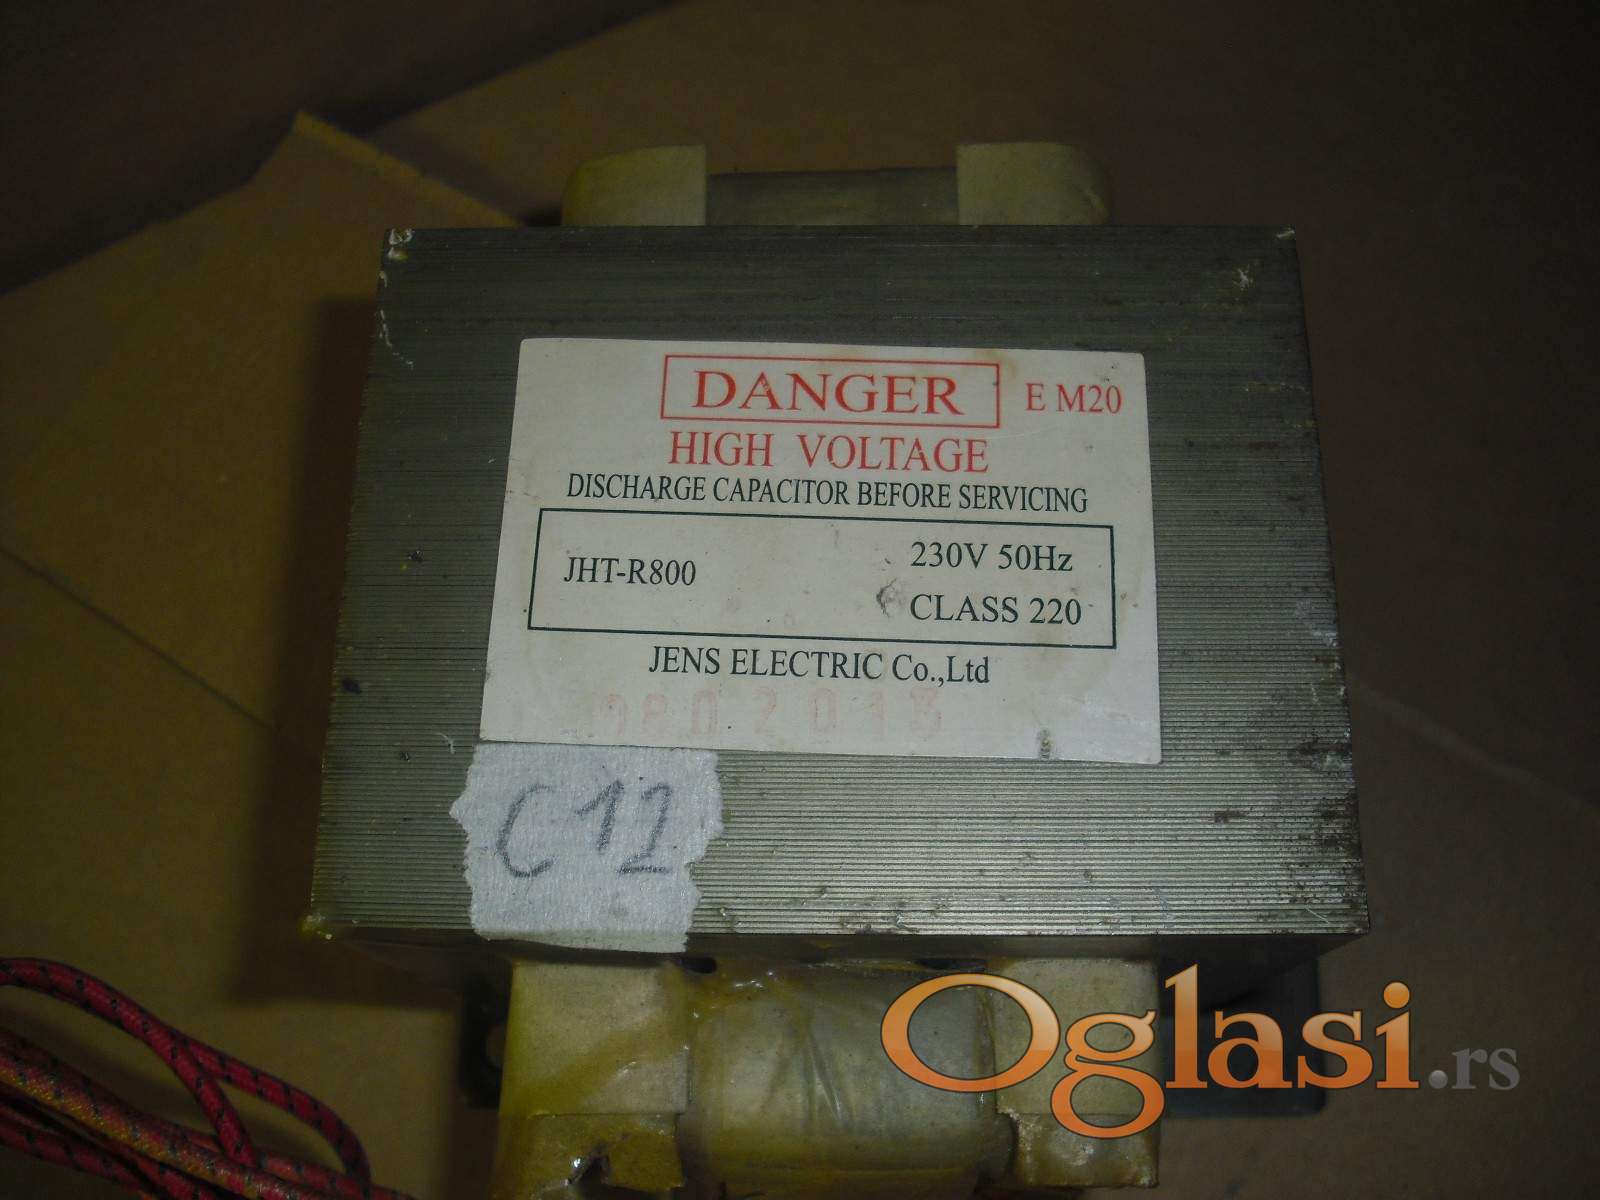 DANGER
E M20
HIGH VOLTAGE
DISCHARGE CAPACITOR BEFORE SERVICING
JHT-R800
230V 50Hz
CLASS 220
JENS ELECTRIC Co.,Ltd
C12
Oglasi.rs